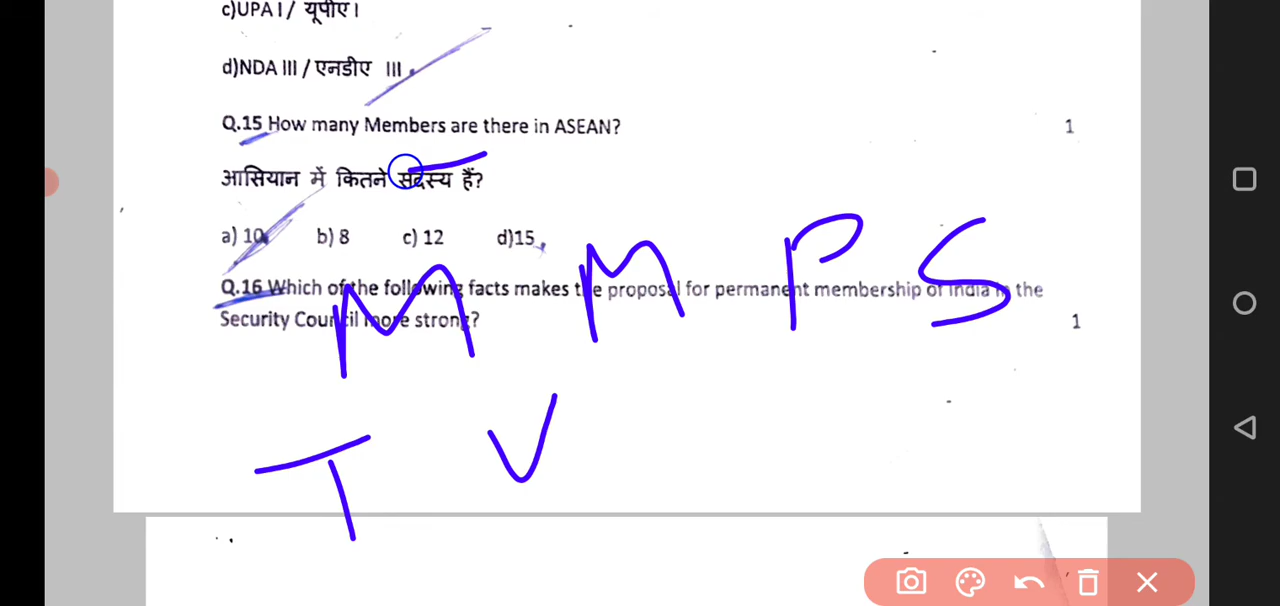 c)UPA I / यूपीए I
d)NDA III / एनडीए III
Q.15 How many Members are there in ASEAN? 1
आसियान में कितने सदस्य हैं?
a) 10 b) 8 c) 12 d)15
M M P S
Q.16 Which of the following facts makes the proposal for permanent membership of India in the
Security Council more strong? 1
T V